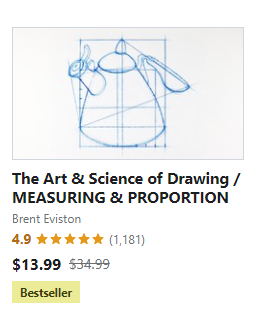 The Art & Science of Drawing /
MEASURING & PROPORTION
Brent Eviston
4.9 (1,181)
$13.99 $34.99
Bestseller